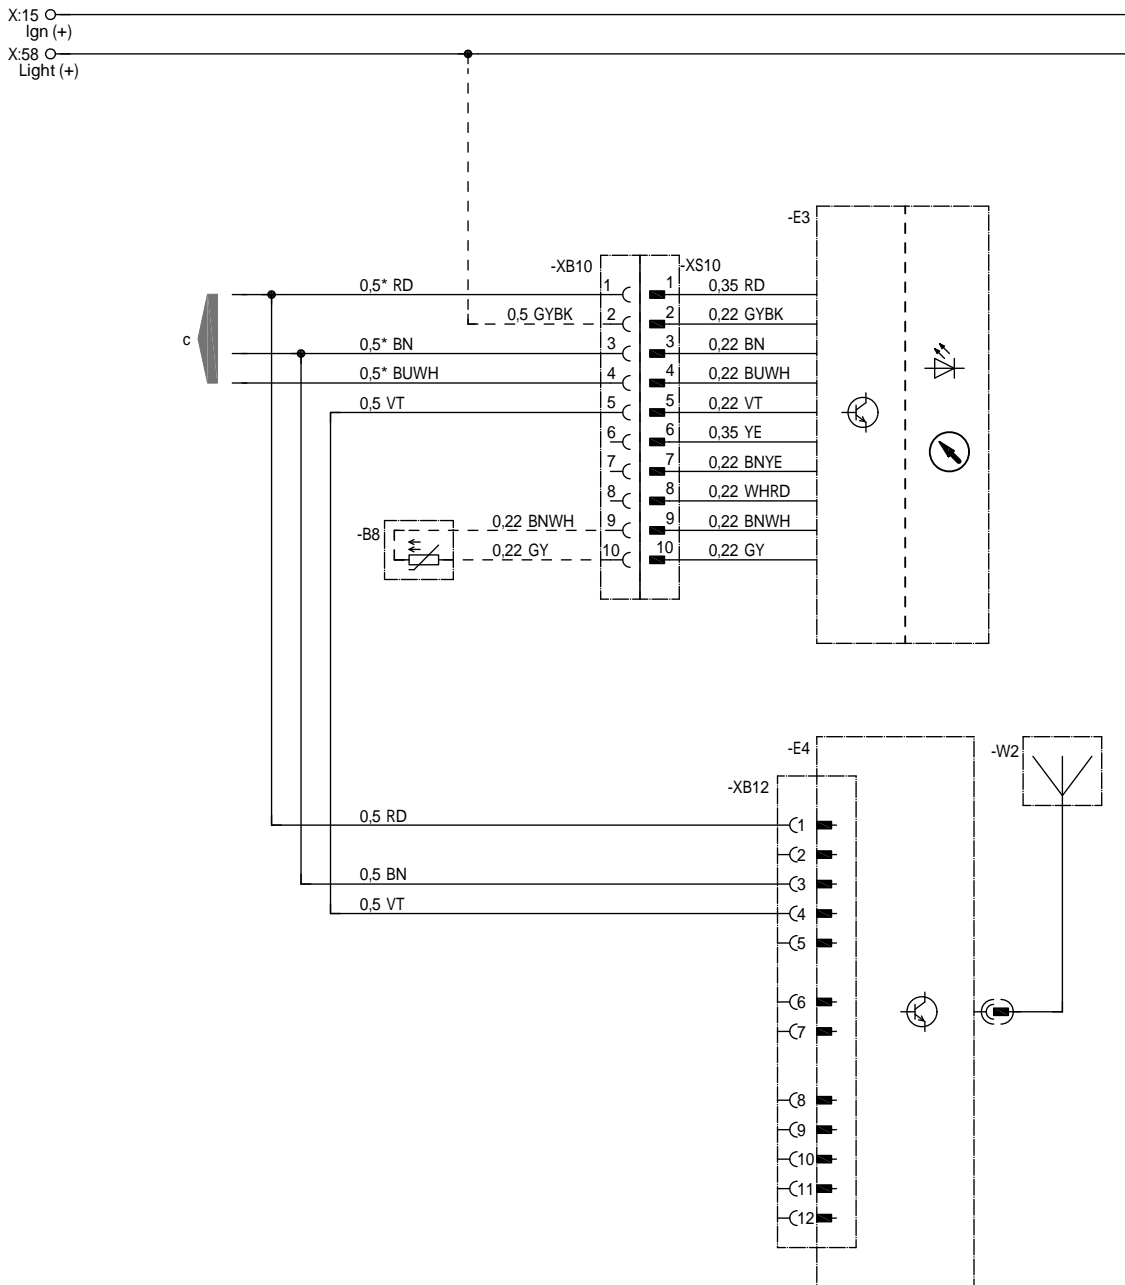 X:15
Ign (+)
X:58
Light (+)
-E3
-XB10
-XS10
0,5* RD 1 1 0,35 RD
0,5 GYBK 2 2 0,22 GYBK
c
0,5* BN 3 3 0,22 BN
0,5* BUWH 4 4 0,22 BUWH
0,5 VT 5 5 0,22 VT
6 6 0,35 YE
7 7 0,22 BNYE
8 8 0,22 WHRD
0,22 BNWH 9 9 0,22 BNWH
-B8
0,22 GY 10 10 0,22 GY
-E4
-W2
-XB12
0,5 RD 1
2
0,5 BN 3
0,5 VT 4
5
6
7
8
9
10
11
12